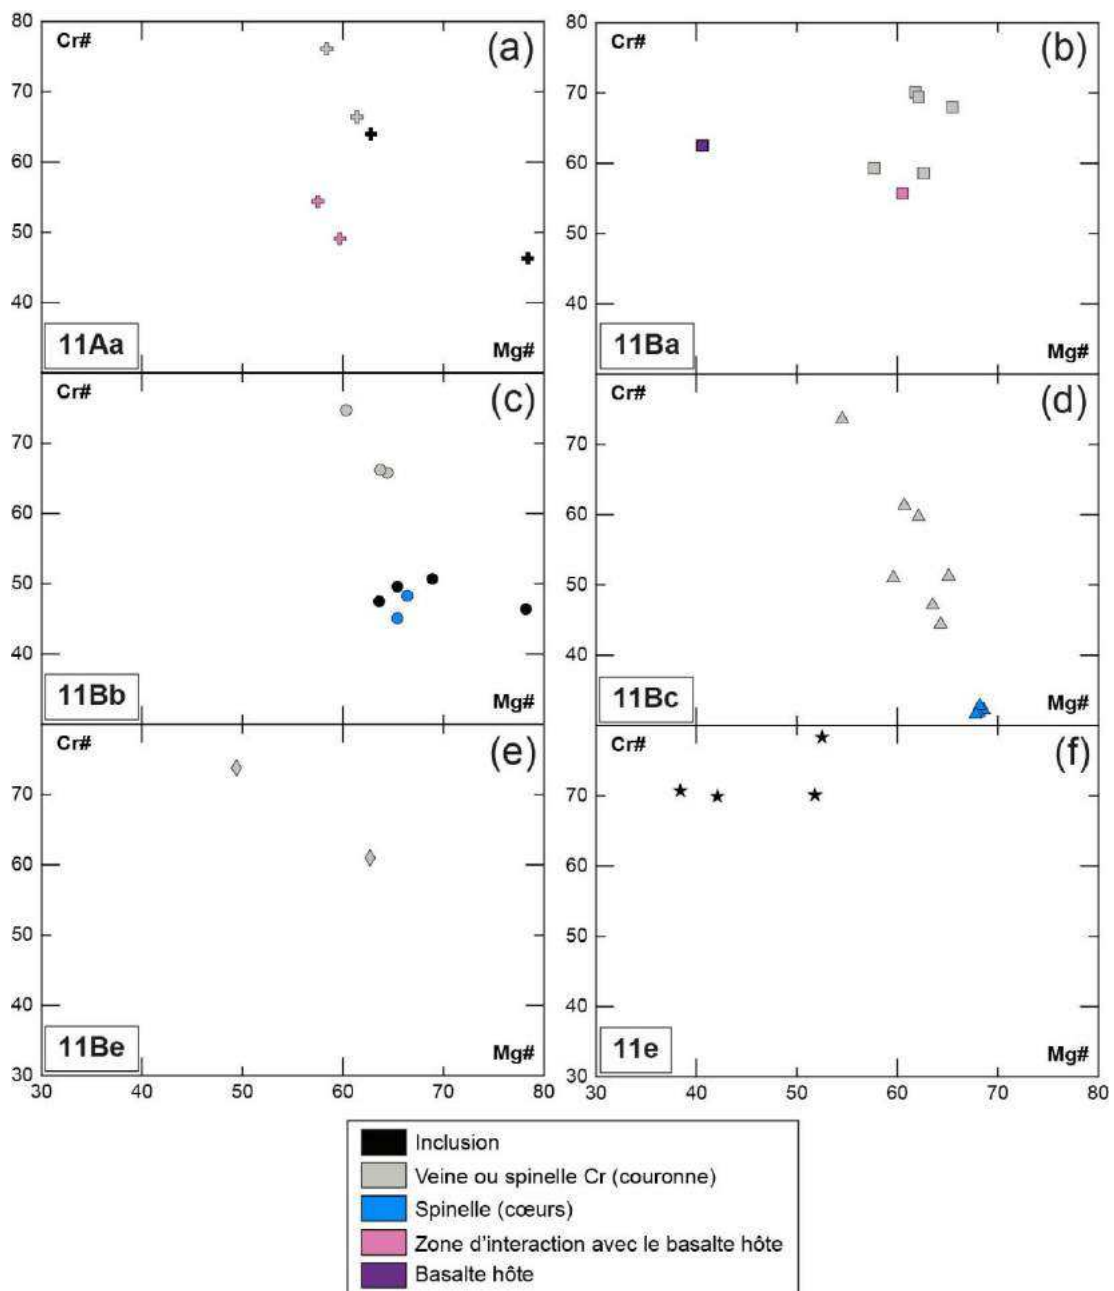 80
Cr#
(a)
70
60
50
40
11Aa
Mg#
80
Cr#
(b)
70
60
50
40
11Ba
Mg#
Cr#
(c)
70
60
50
40
11Bb
Mg#
Cr#
(d)
70
60
50
40
11Bc
Mg#
Cr#
(e)
70
60
50
40
30
11Be
Mg#
30 40 50 60 70 80
Cr#
(f)
70
60
50
40
30
11e
Mg#
30 40 50 60 70 80
Inclusion
Veine ou spinelle Cr (couronne)
Spinelle (cœurs)
Zone d'interaction avec le basalte hôte
Basalte hôte